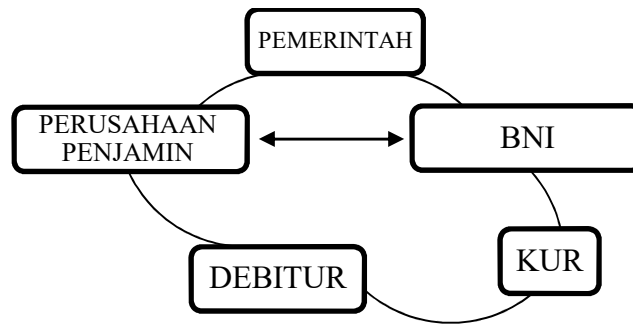 PEMERINTAH
PERUSAHAAN
PENJAMIN
BNI
DEBITUR
KUR